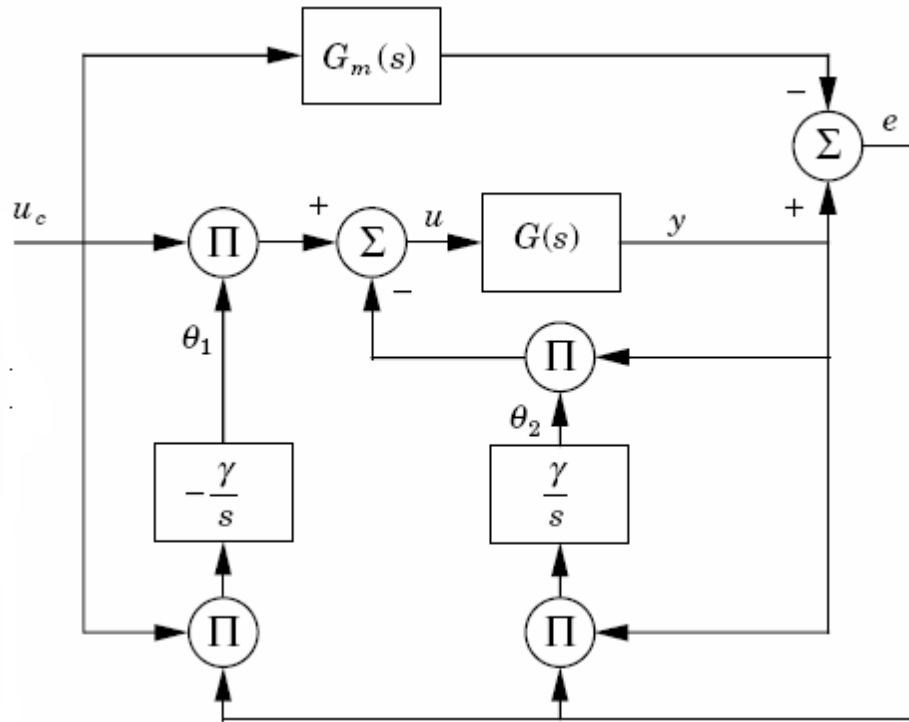 G_m(s)
−
e
Σ
u_c
+
u
y
+
Π
Σ
G(s)
−
θ_1
Π
θ_2
−γ/s
γ/s
Π
Π